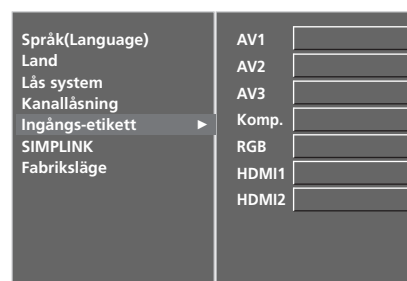 Språk(Language)
Land
Lås system
Kanallåsning
Ingångs-etikett ►
SIMPLINK
Fabriksläge
AV1
AV2
AV3
Komp.
RGB
HDMI1
HDMI2